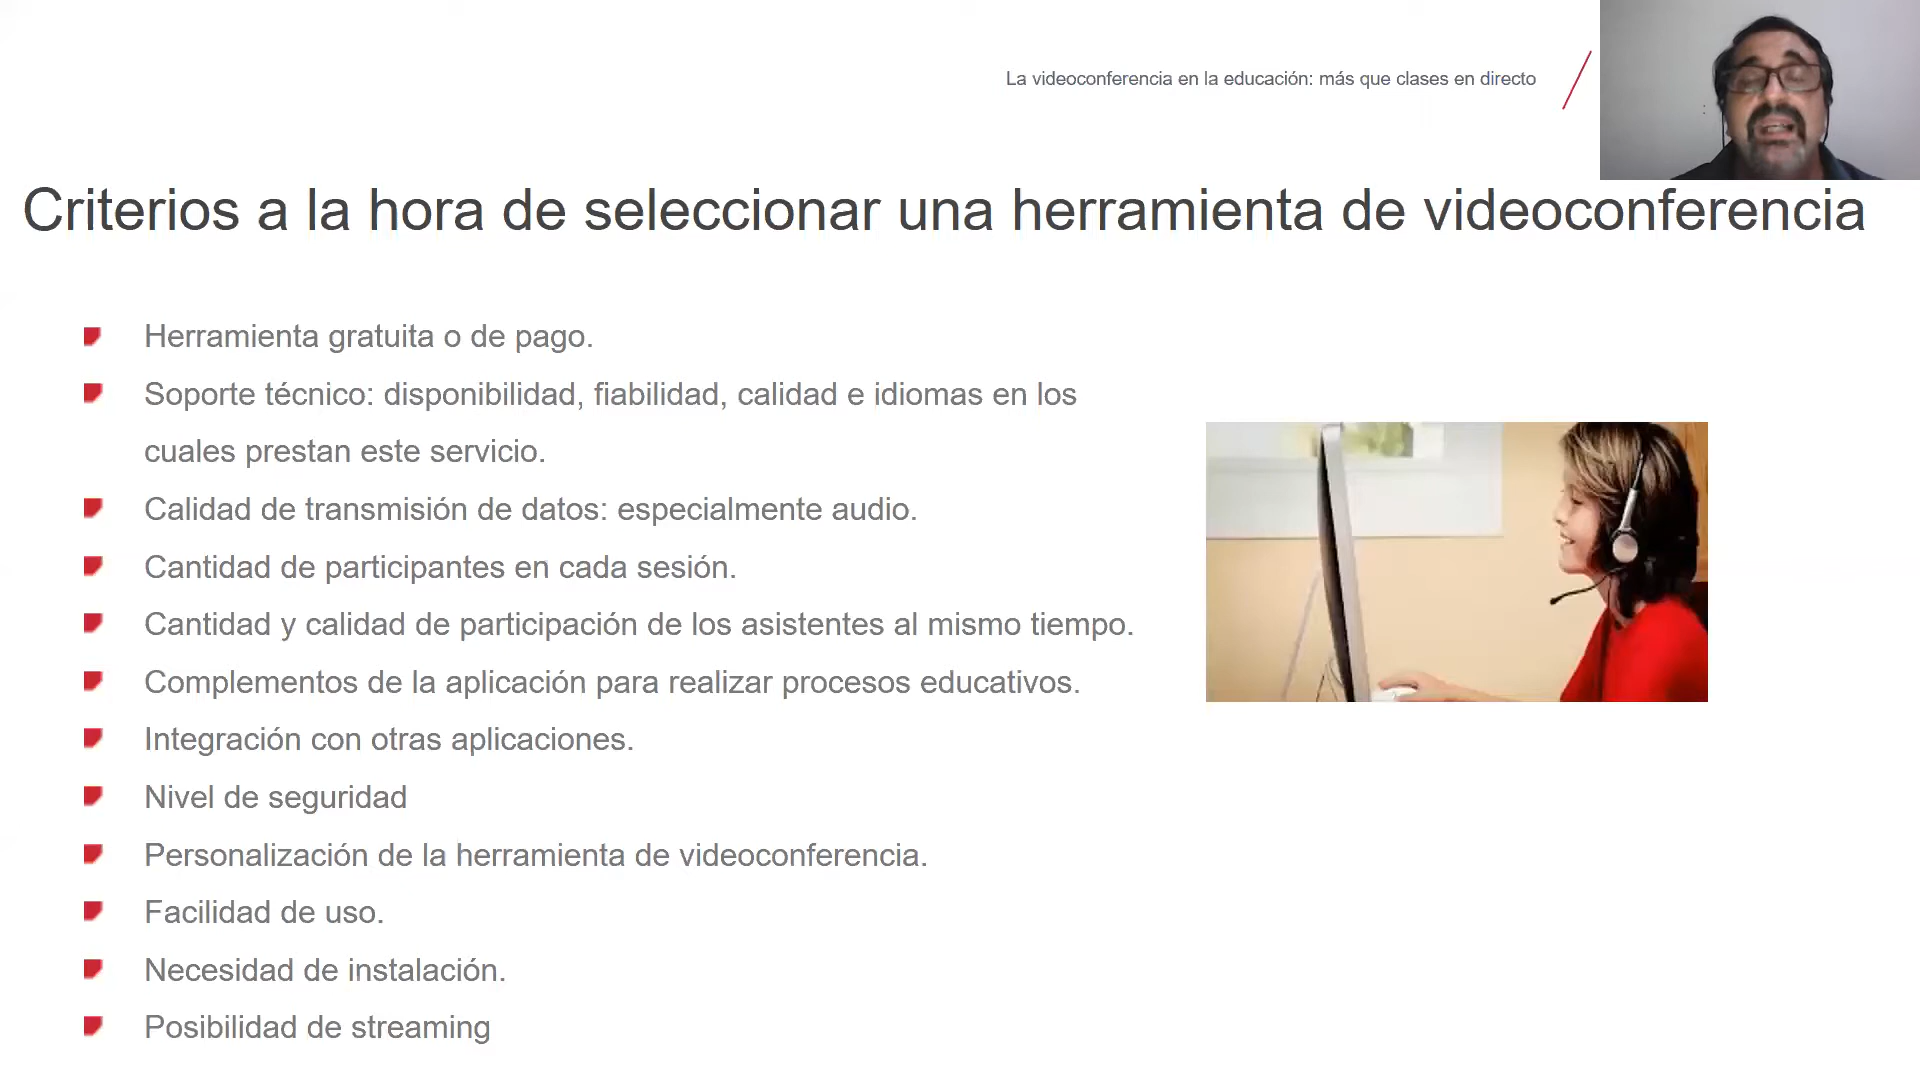 La videoconferencia en la educación: más que clases en directo
Criterios a la hora de seleccionar una herramienta de videoconferencia
Herramienta gratuita o de pago.
Soporte técnico: disponibilidad, fiabilidad, calidad e idiomas en los
cuales prestan este servicio.
Calidad de transmisión de datos: especialmente audio.
Cantidad de participantes en cada sesión.
Cantidad y calidad de participación de los asistentes al mismo tiempo.
Complementos de la aplicación para realizar procesos educativos.
Integración con otras aplicaciones.
Nivel de seguridad
Personalización de la herramienta de videoconferencia.
Facilidad de uso.
Necesidad de instalación.
Posibilidad de streaming